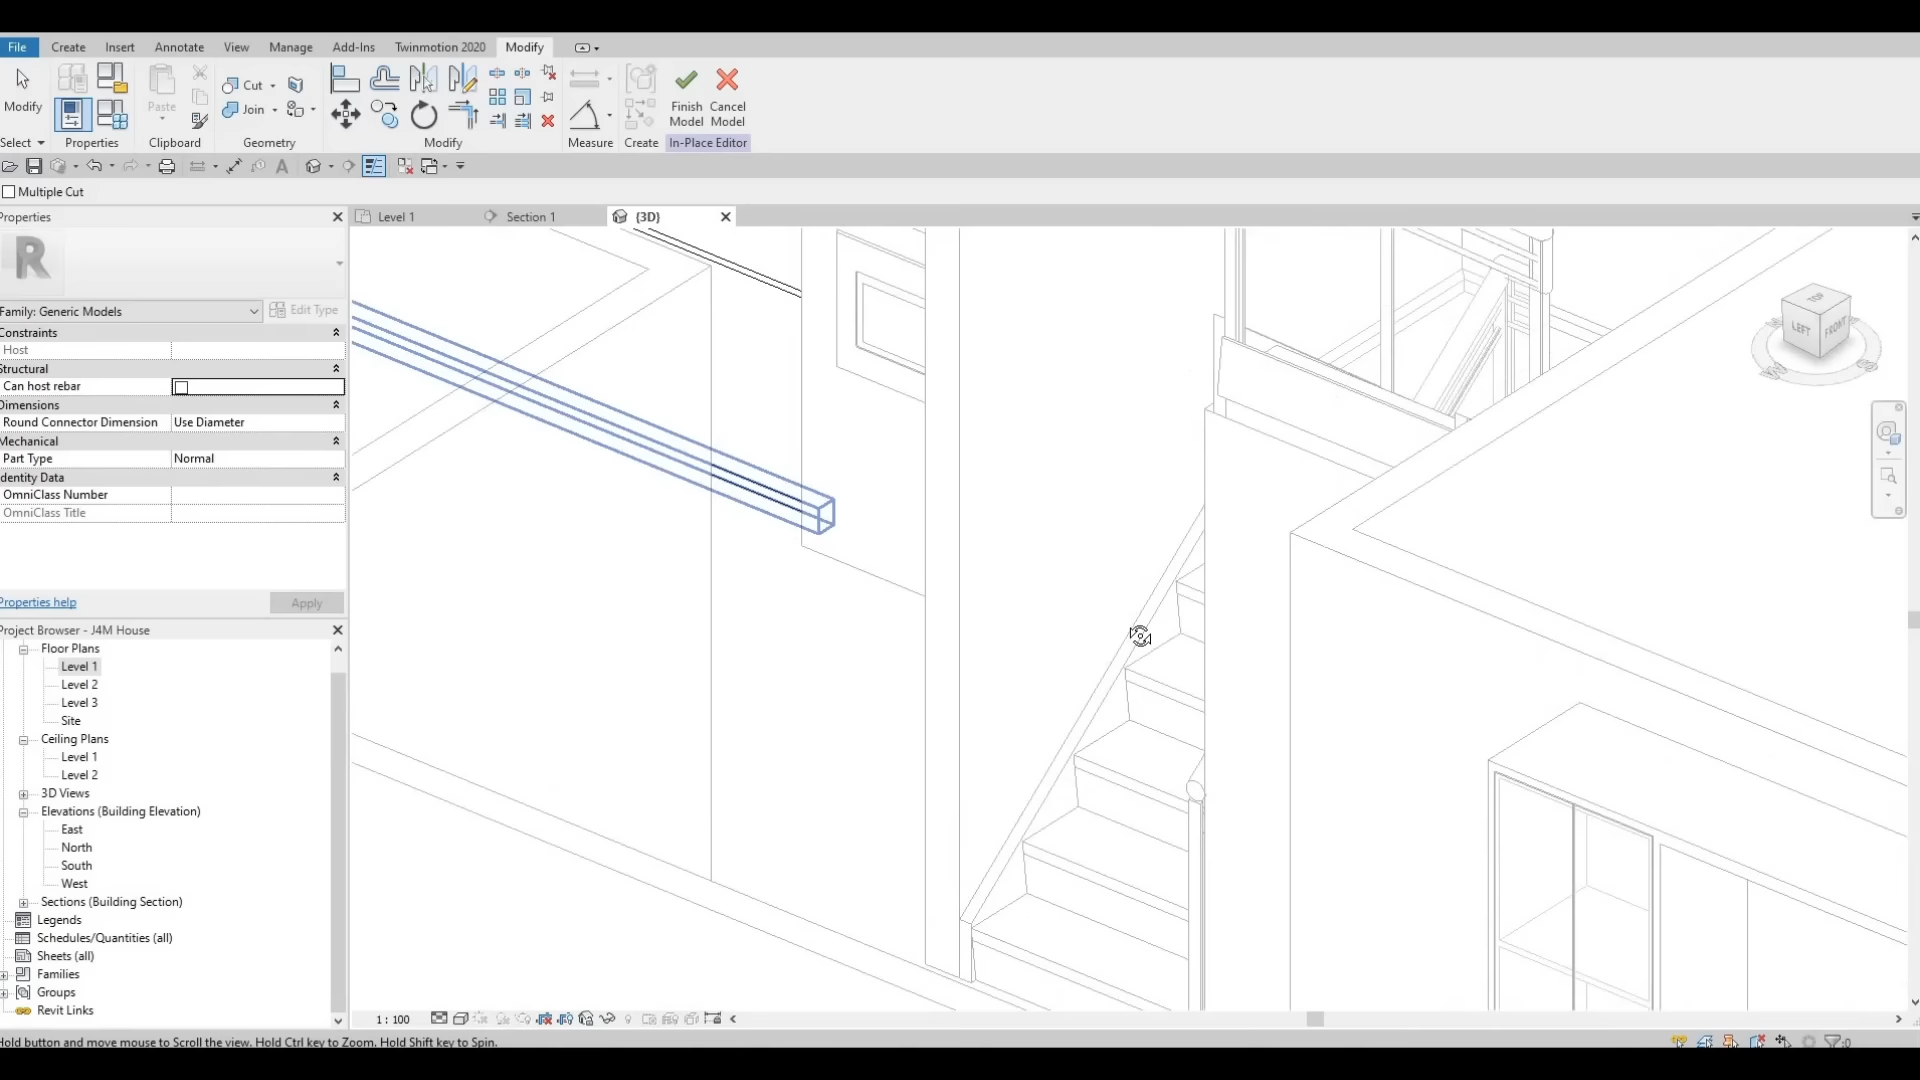 File Create Insert Annotate View Manage Add-Ins Twinmotion 2020 Modify
Modify Paste Cut Join Finish Model Cancel Model
Select Properties Clipboard Geometry Modify Measure Create In-Place Editor
Multiple Cut
Properties
Level 1 Section 1 {3D}
R
Family: Generic Models Edit Type
Constraints
Host
Structural
Can host rebar
Dimensions
Round Connector Dimension Use Diameter
Mechanical
Part Type Normal
Identity Data
OmniClass Number
OmniClass Title
Properties help Apply
Project Browser - J4M House
Floor Plans
Level 1
Level 2
Level 3
Site
Ceiling Plans
Level 1
Level 2
3D Views
Elevations (Building Elevation)
East
North
South
West
Sections (Building Section)
Legends
Schedules/Quantities (all)
Sheets (all)
Families
Groups
Revit Links
TOP
LEFT FRONT
W S
1 : 100
Hold button and move mouse to Scroll the view. Hold Ctrl key to Zoom. Hold Shift key to Spin.
:0